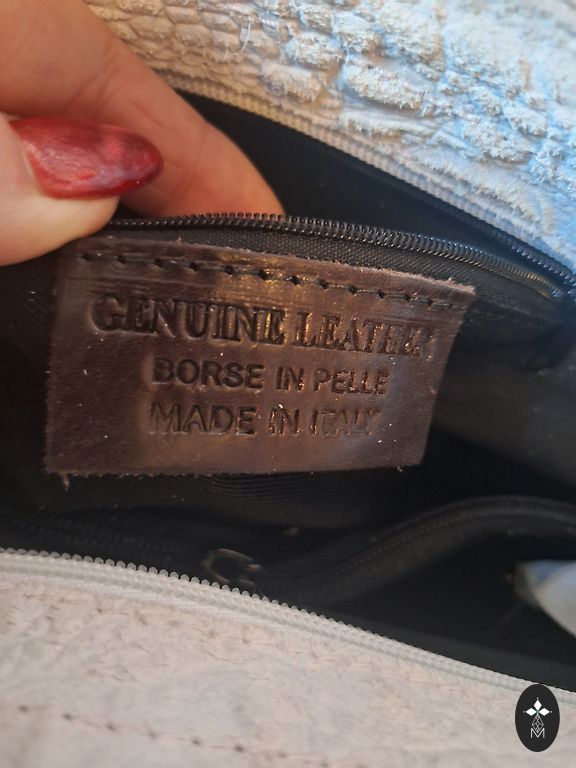 GENUINE LEATHER
BORSE IN PELLE
MADE IN ITALY
M